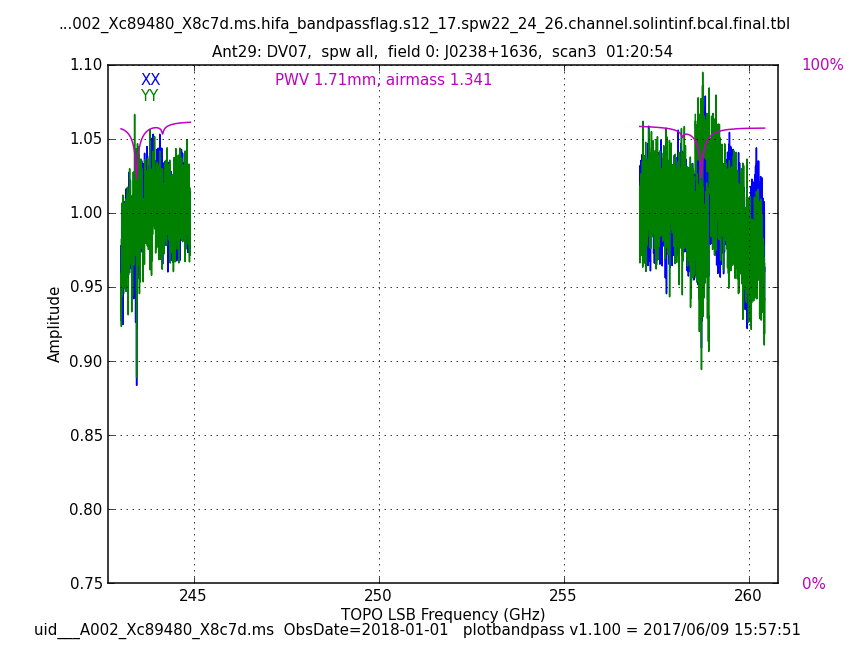 ...002_Xc89480_X8c7d.ms.hifa_bandpassflag.s12_17.spw22_24_26.channel.solintinf.bcal.final.tbl
Ant29: DV07,  spw all,  field 0: J0238+1636,  scan3  01:20:54
XX
YY
PWV 1.71mm, airmass 1.341
100%
0%
1.10
1.05
1.00
0.95
0.90
0.85
0.80
0.75
Amplitude
245
250
255
260
TOPO LSB Frequency (GHz)
uid___A002_Xc89480_X8c7d.ms  ObsDate=2018-01-01   plotbandpass v1.100 = 2017/06/09 15:57:51